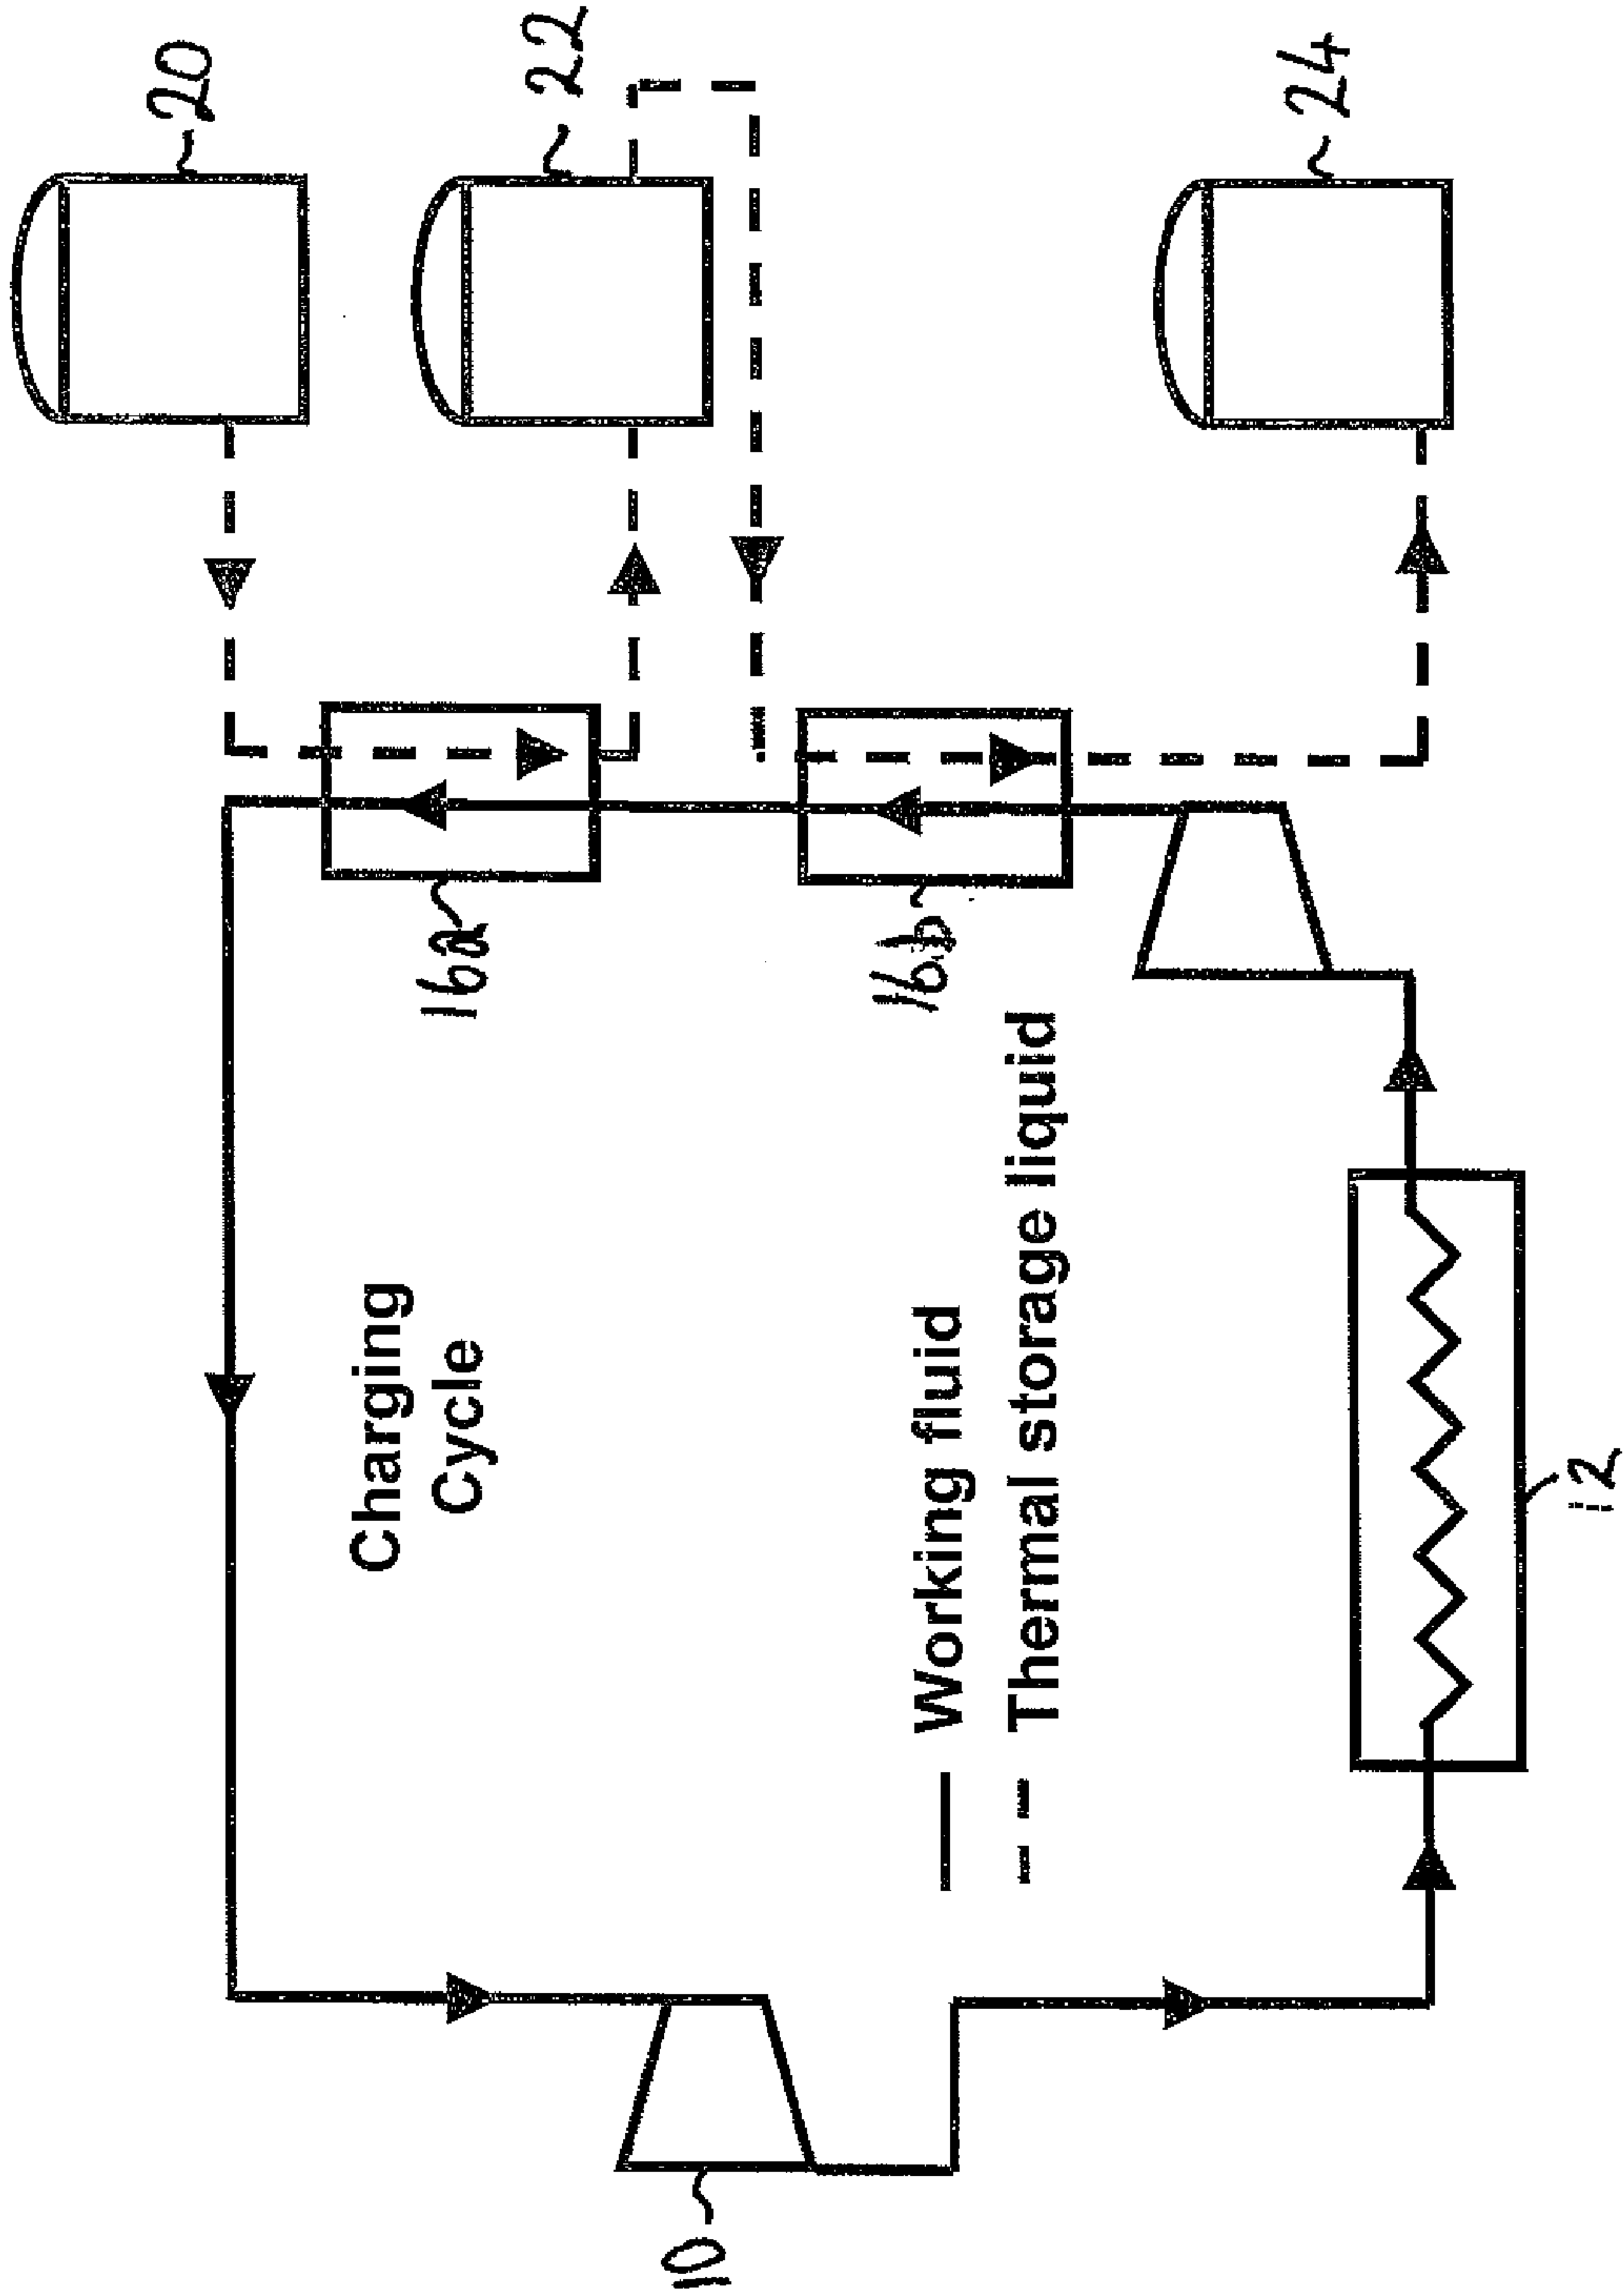 20
22
24
16a
16b
Charging
Cycle
Working fluid
Thermal storage liquid
12
10